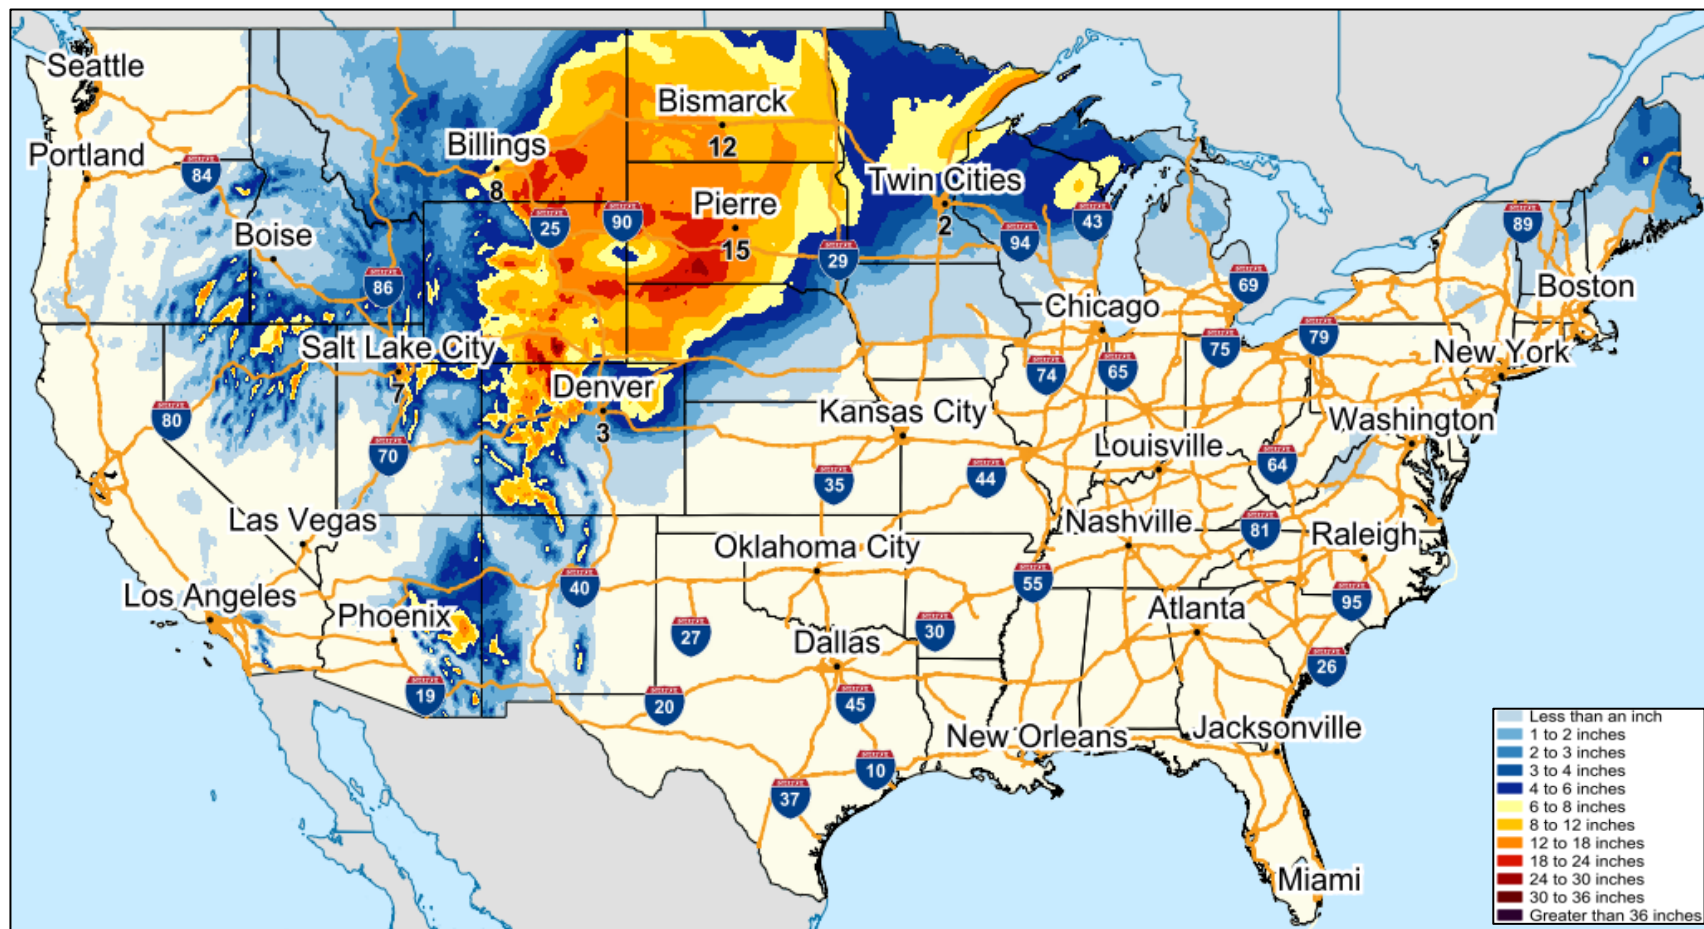 Seattle
Bismarck
12
Billings
8
Portland
84
Twin Cities
2
Pierre
15
25
90
43
94
89
Boise
29
86
69
Boston
Chicago
Salt Lake City
7
79
75
New York
74
65
Denver
3
80
Kansas City
Washington
Louisville
70
64
35
44
Las Vegas
Nashville
81
Raleigh
Oklahoma City
Los Angeles
40
55
95
Phoenix
Atlanta
27
30
Dallas
26
19
20
45
New Orleans
Jacksonville
10
37
Miami
Less than an inch
1 to 2 inches
2 to 3 inches
3 to 4 inches
4 to 6 inches
6 to 8 inches
8 to 12 inches
12 to 18 inches
18 to 24 inches
24 to 30 inches
30 to 36 inches
Greater than 36 inches